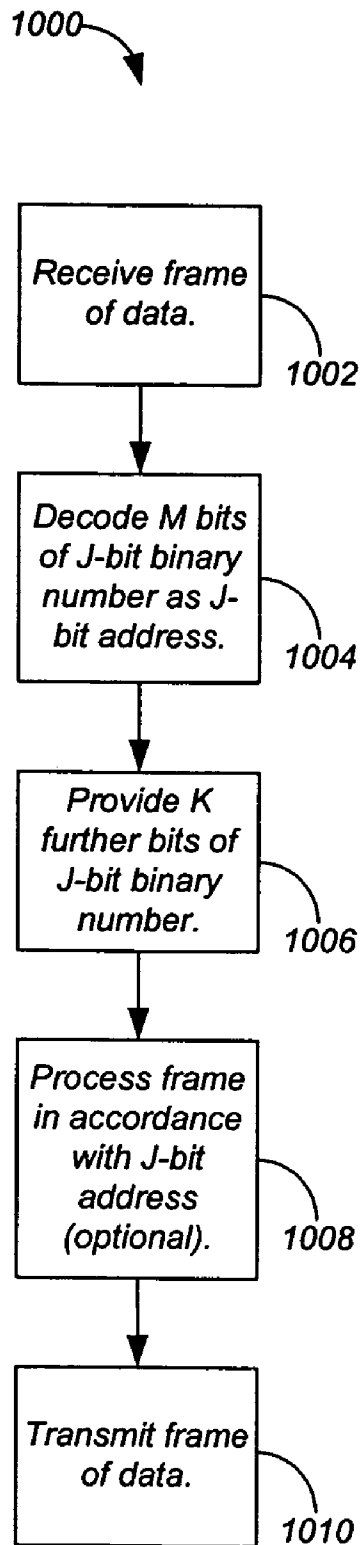 1000
Receive frame
of data.
1002
Decode M bits
of J-bit binary
number as J-
bit address.
1004
Provide K
further bits of
J-bit binary
number.
1006
Process frame
in accordance
with J-bit
address
(optional).
1008
Transmit frame
of data.
1010